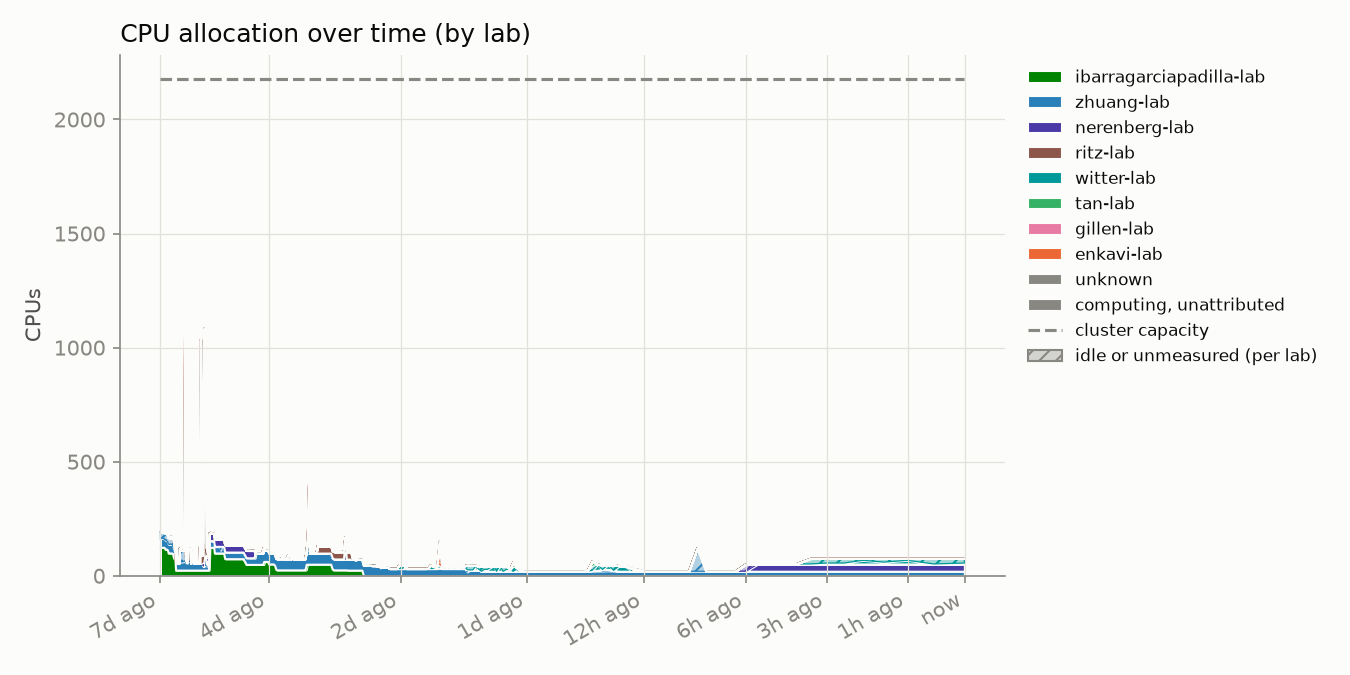 CPU allocation over time (by lab)
CPUs
2000
1500
1000
500
0
7d ago
4d ago
2d ago
1d ago
12h ago
6h ago
3h ago
1h ago
now
ibarragarciapadilla-lab
zhuang-lab
nerenberg-lab
ritz-lab
witter-lab
tan-lab
gillen-lab
enkavi-lab
unknown
computing, unattributed
cluster capacity
idle or unmeasured (per lab)